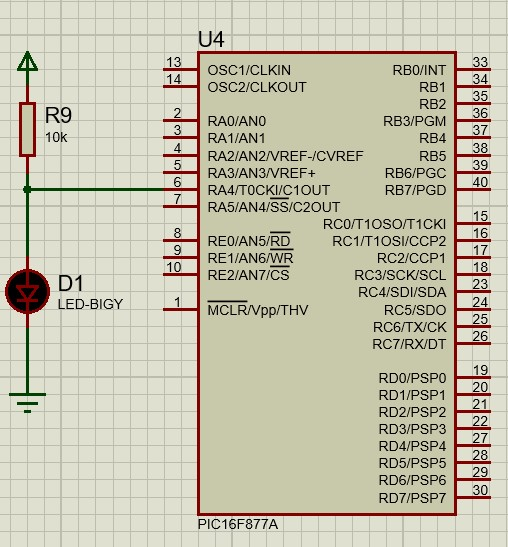 U4
13 OSC1/CLKIN RB0/INT 33
14 OSC2/CLKOUT RB1 34
RB2 35
2 RA0/AN0 RB3/PGM 36
3 RA1/AN1 RB4 37
4 RA2/AN2/VREF-/CVREF RB5 38
5 RA3/AN3/VREF+ RB6/PGC 39
6 RA4/T0CKI/C1OUT RB7/PGD 40
7 RA5/AN4/SS/C2OUT
RC0/T1OSO/T1CKI 15
8 RE0/AN5/RD RC1/T1OSI/CCP2 16
9 RE1/AN6/WR RC2/CCP1 17
10 RE2/AN7/CS RC3/SCK/SCL 18
RC4/SDI/SDA 23
1 MCLR/Vpp/THV RC5/SDO 24
RC6/TX/CK 25
RC7/RX/DT 26
RD0/PSP0 19
RD1/PSP1 20
RD2/PSP2 21
RD3/PSP3 22
RD4/PSP4 27
RD5/PSP5 28
RD6/PSP6 29
RD7/PSP7 30
PIC16F877A
R9
10k
D1
LED-BIGY